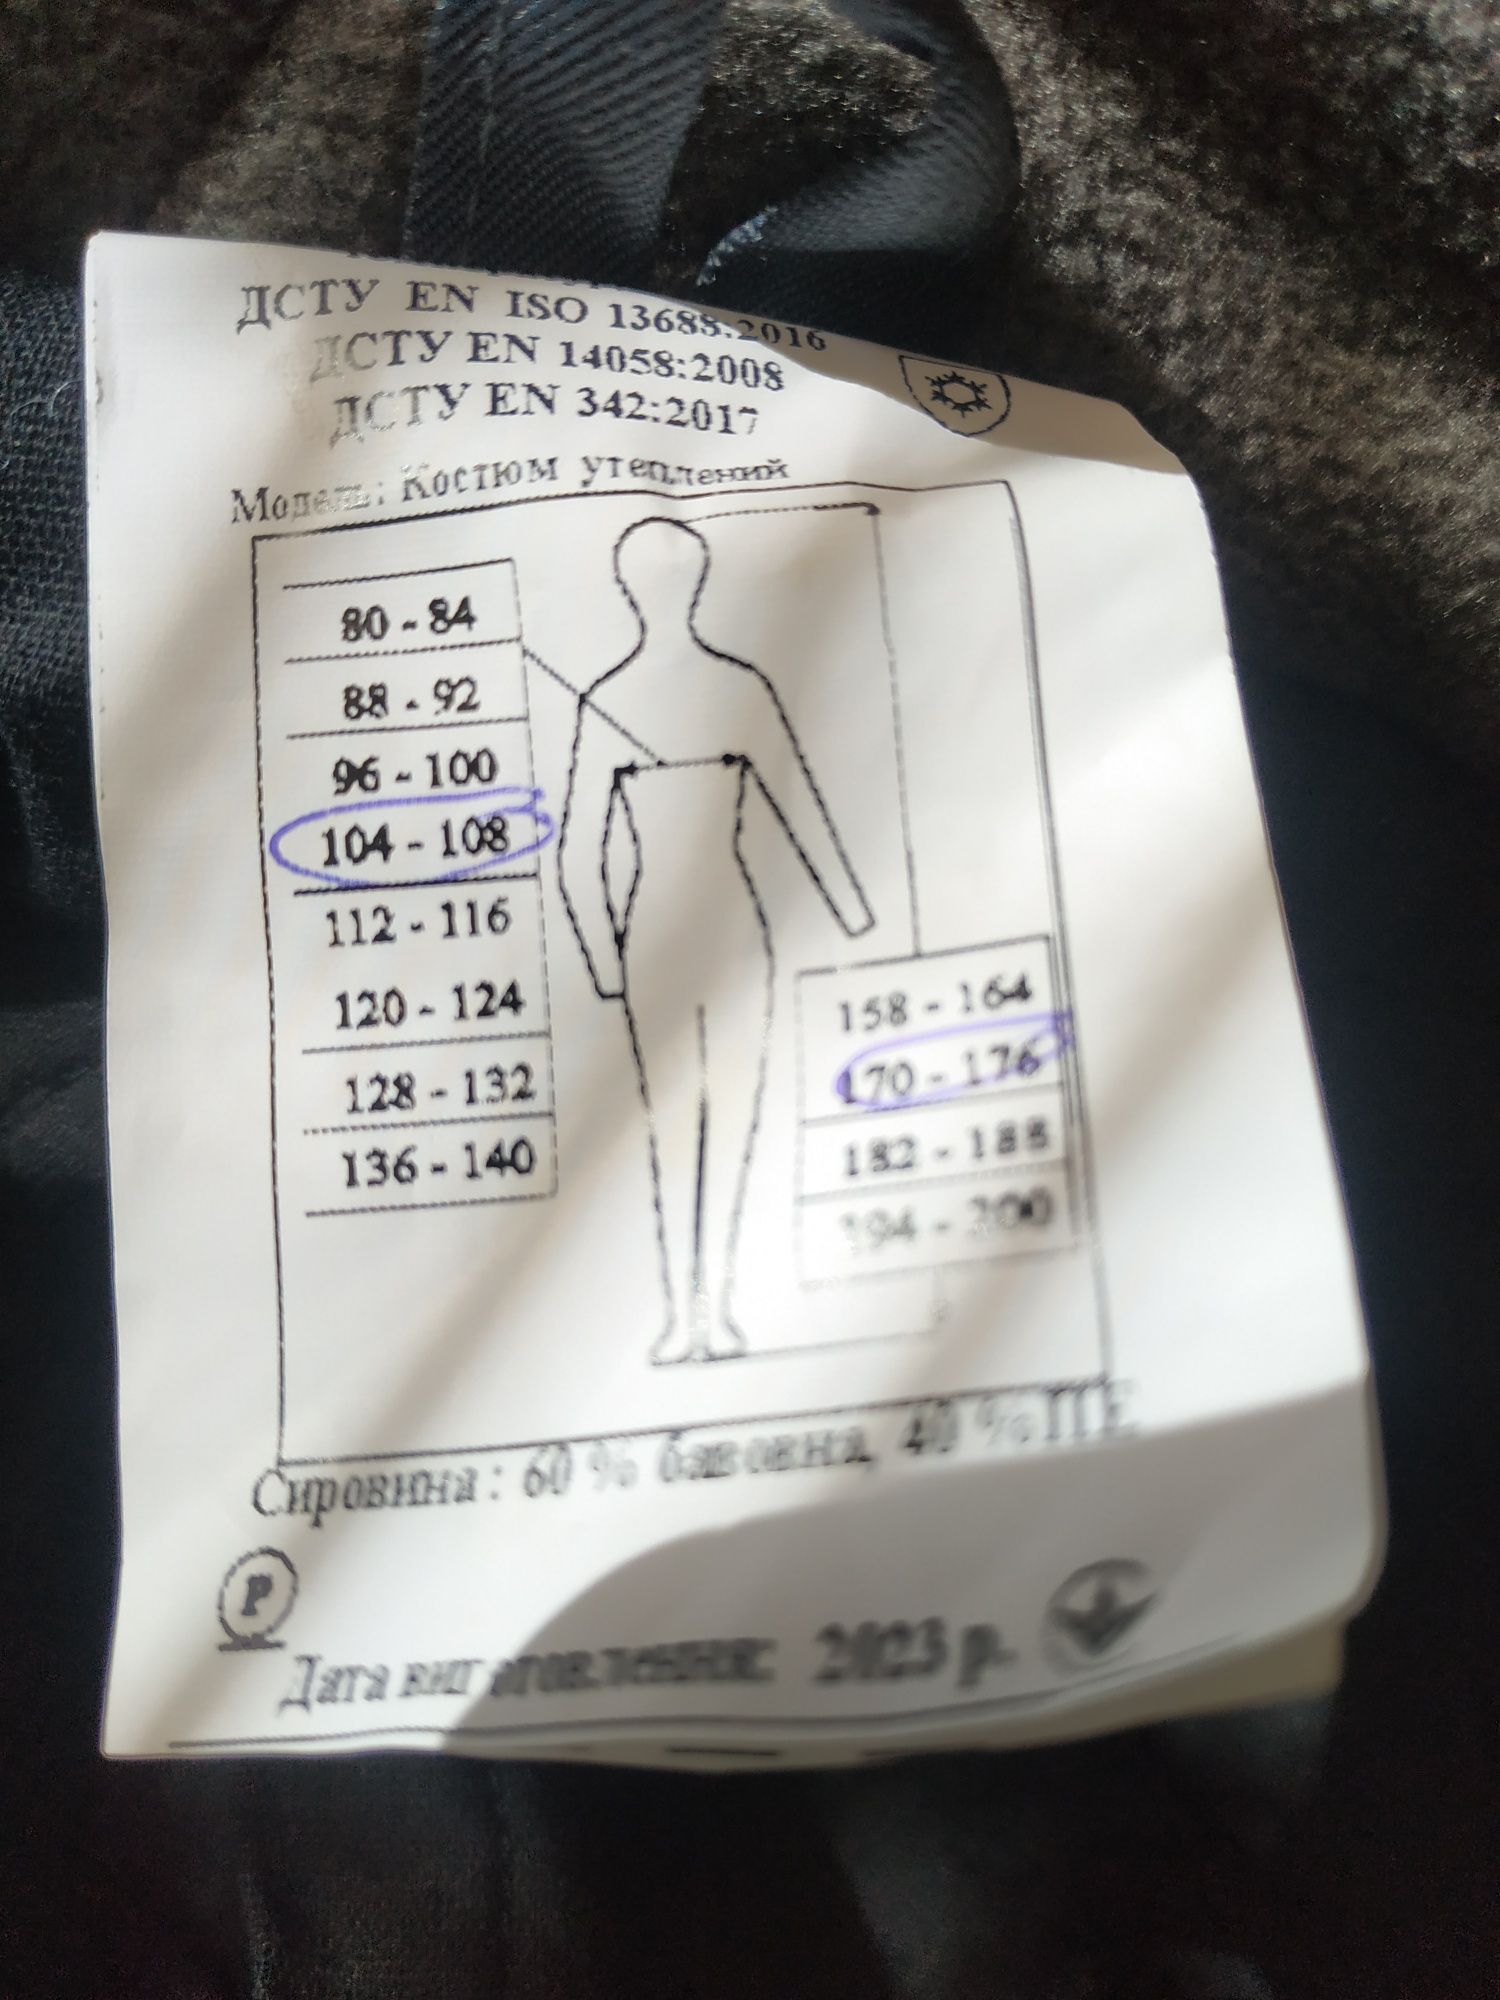 ДСТУ EN ISO 13688:2016
ДСТУ EN 14058:2008
ДСТУ EN 342:2017
Модель: Костюм утеплений
80 - 84
88 - 92
96 - 100
104 - 108
112 - 116
120 - 124
128 - 132
136 - 140
158 - 164
170 - 176
182 - 188
194 - 200
Сировина: 60 % бавовна, 40 % ПЕ
Р
Дата виготовлення: 2023 р.